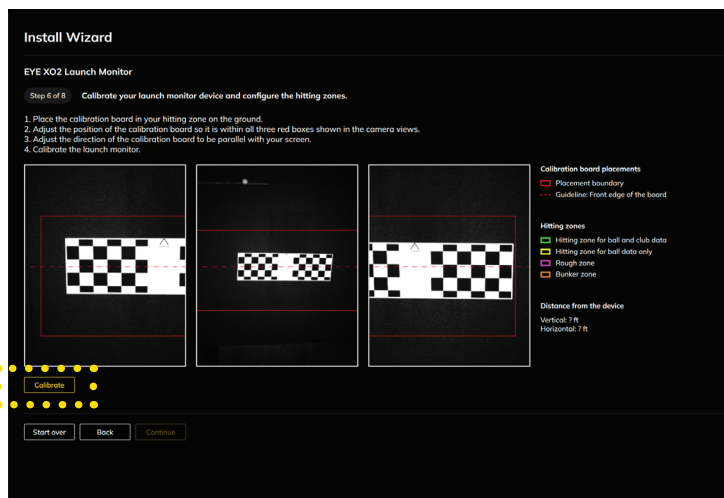 Install Wizard
EYE XO2 Launch Monitor
Step 6 of 8 Calibrate your launch monitor device and configure the hitting zones.
1. Place the calibration board in your hitting zone on the ground.
2. Adjust the position of the calibration board so it is within all three red boxes shown in the camera views.
3. Adjust the direction of the calibration board to be parallel with your screen.
4. Calibrate the launch monitor.
Calibration board placements
Placement boundary
Guideline: Front edge of the board
Hitting zones
Hitting zone for ball and club data
Hitting zone for ball data only
Rough zone
Bunker zone
Distance from the device
Vertical: ? ft
Horizontal: ? ft
Calibrate
Start over Back Continue